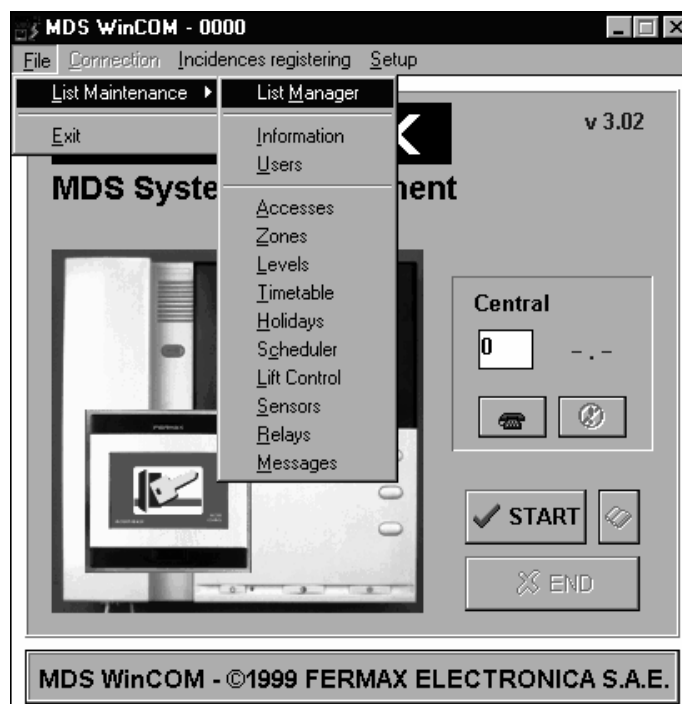 MDS WinCOM - 0000
File Connection Incidences registering Setup
List Maintenance
Exit
List Manager
Information
Users
Accesses
Zones
Levels
Timetable
Holidays
Scheduler
Lift Control
Sensors
Relays
Messages
v 3.02
MDS Syste
Central
0 -.-
FERMAX
START
END
MDS WinCOM - ©1999 FERMAX ELECTRONICA S.A.E.